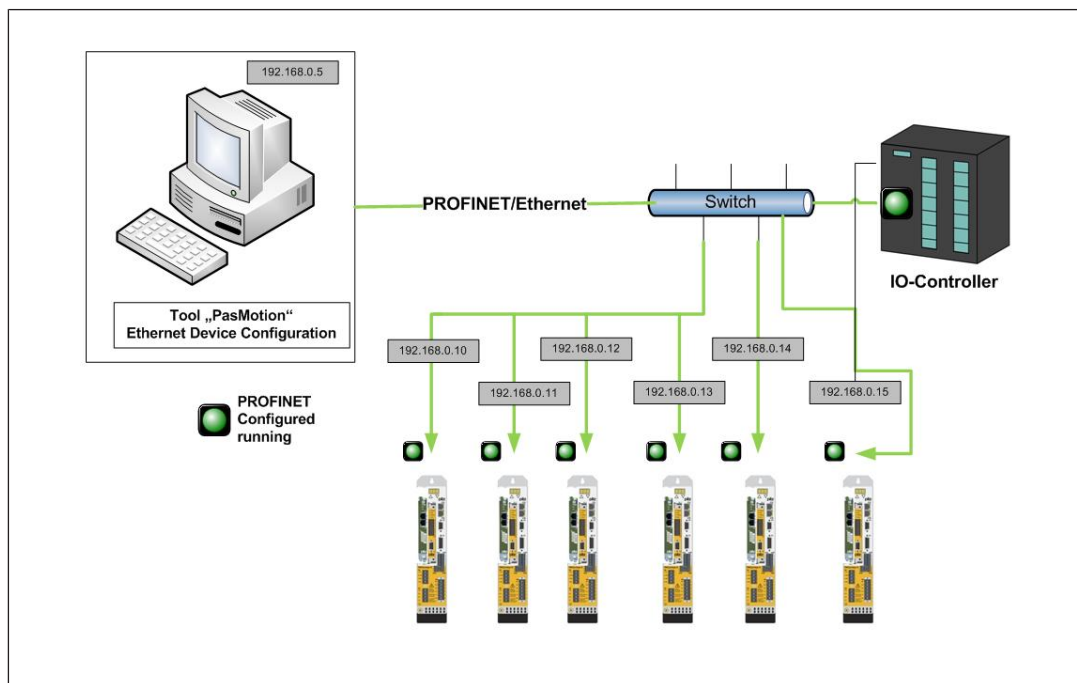 192.168.0.5
PROFINET/Ethernet
Switch
IO-Controller
Tool „PasMotion“
Ethernet Device Configuration
192.168.0.10
192.168.0.11
192.168.0.12
192.168.0.13
192.168.0.14
192.168.0.15
PROFINET
Configured
running